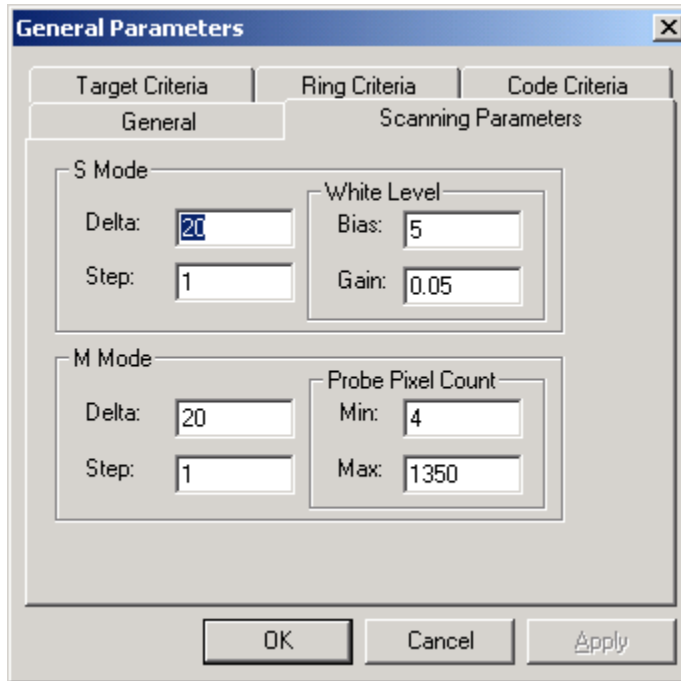 General Parameters
Target Criteria
Ring Criteria
Code Criteria
General
Scanning Parameters
S Mode
Delta: 20
Step: 1
White Level
Bias: 5
Gain: 0.05
M Mode
Delta: 20
Step: 1
Probe Pixel Count
Min: 4
Max: 1350
OK
Cancel
Apply